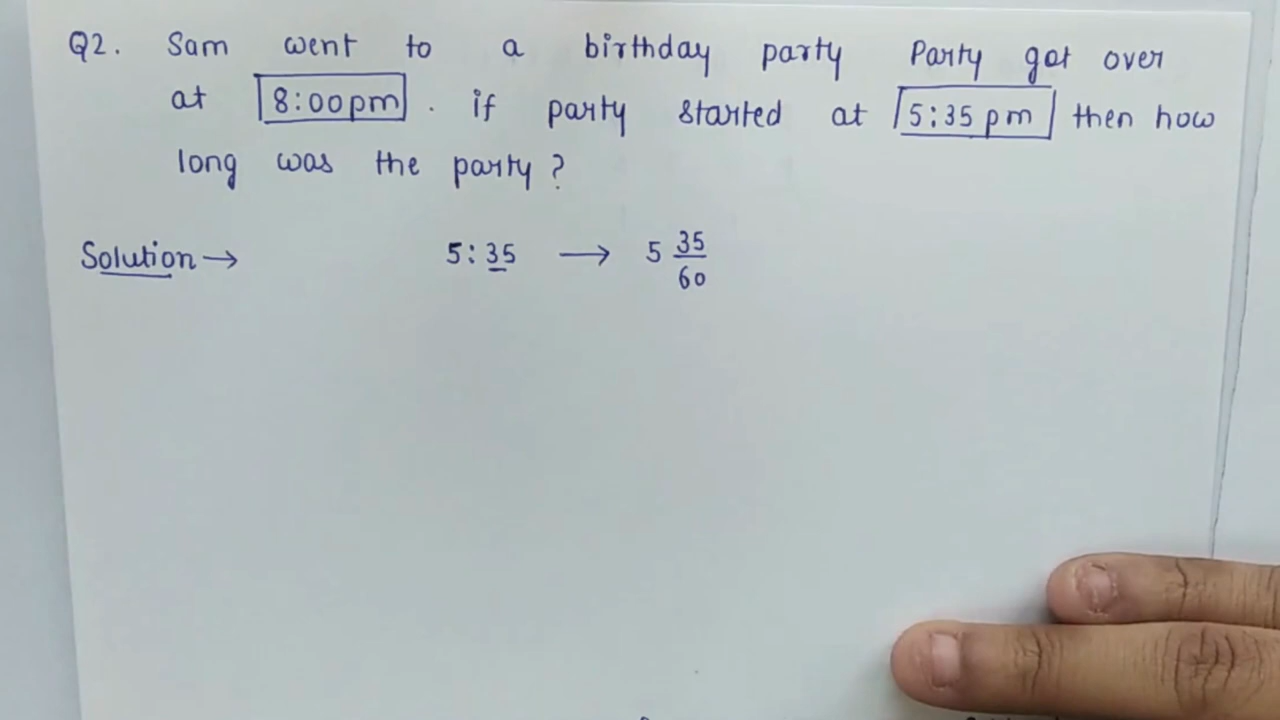 Q2. Sam went to a birthday party Party got over
at 8:00pm. if party started at 5:35 pm then how
long was the party?
Solution → 5:35 → 5 35/60